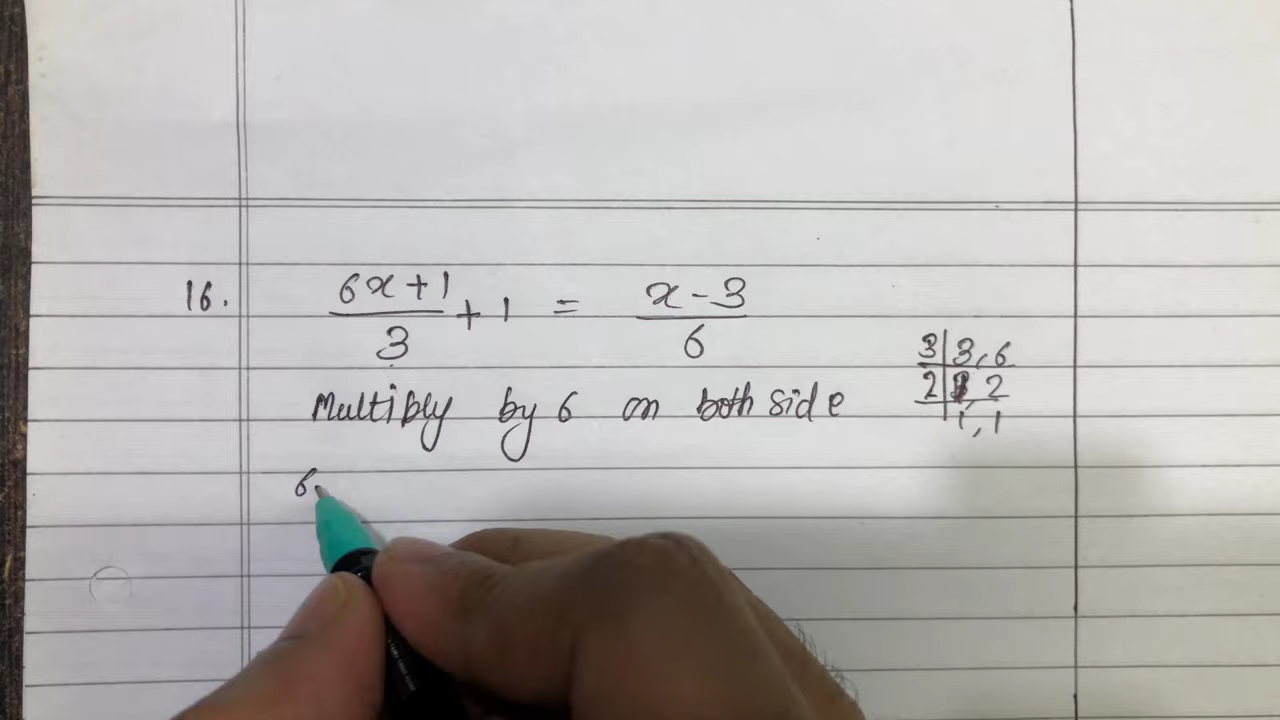 16. 6x+1/3 + 1 = x-3/6
Multiply by 6 on both side
3 | 3, 6
2 | 1, 2
1, 1
6